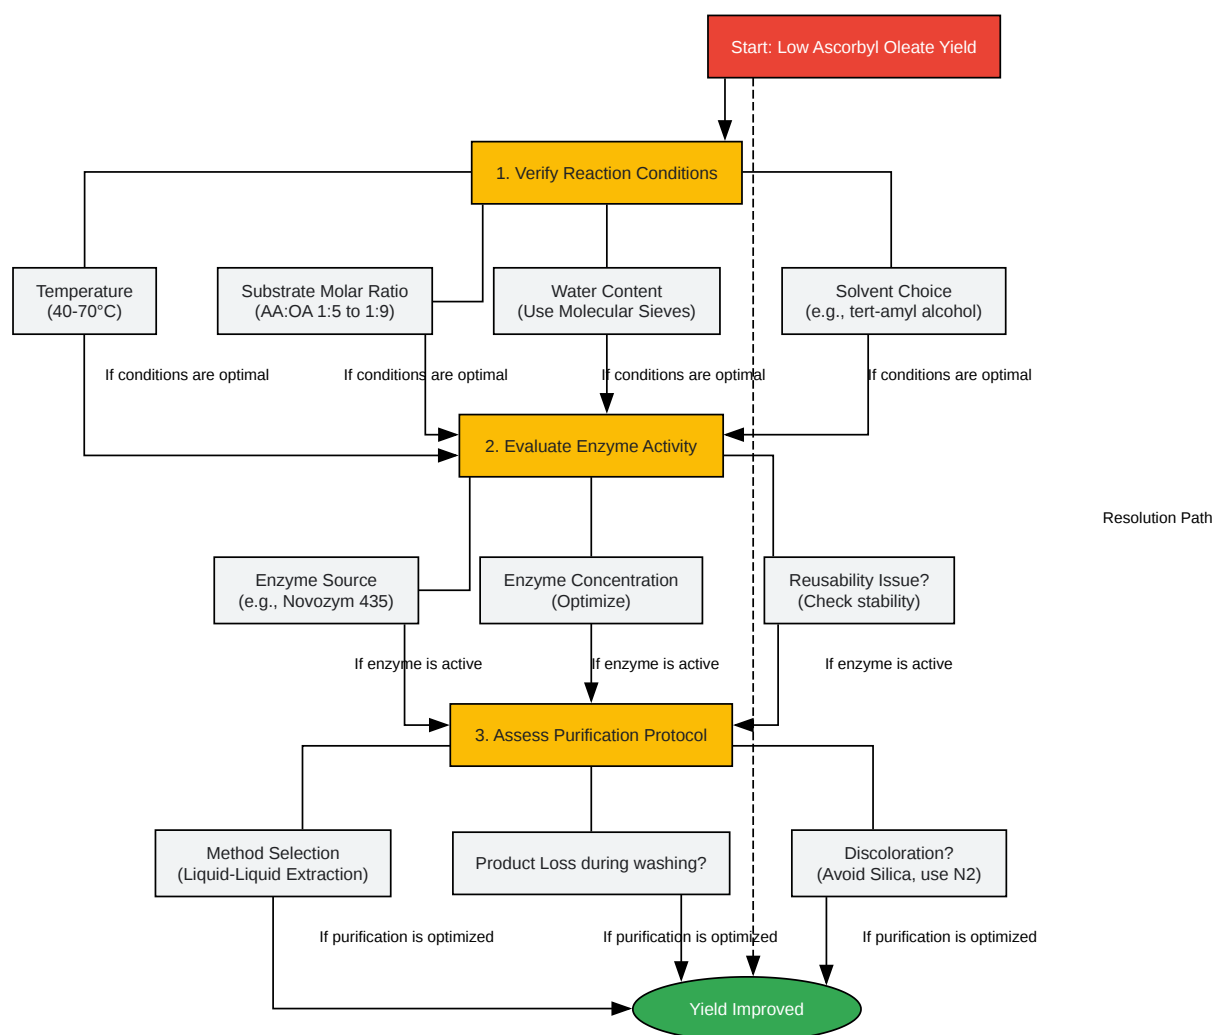 Start: Low Ascorbyl Oleate Yield
1. Verify Reaction Conditions
Temperature
(40-70°C)
Substrate Molar Ratio
(AA:OA 1:5 to 1:9)
Water Content
(Use Molecular Sieves)
Solvent Choice
(e.g., tert-amyl alcohol)
If conditions are optimal
If conditions are optimal
If conditions are optimal
If conditions are optimal
2. Evaluate Enzyme Activity
Resolution Path
Enzyme Source
(e.g., Novozym 435)
Enzyme Concentration
(Optimize)
Reusability Issue?
(Check stability)
If enzyme is active
If enzyme is active
If enzyme is active
3. Assess Purification Protocol
Method Selection
(Liquid-Liquid Extraction)
Product Loss during washing?
Discoloration?
(Avoid Silica, use N2)
If purification is optimized
If purification is optimized
If purification is optimized
Yield Improved